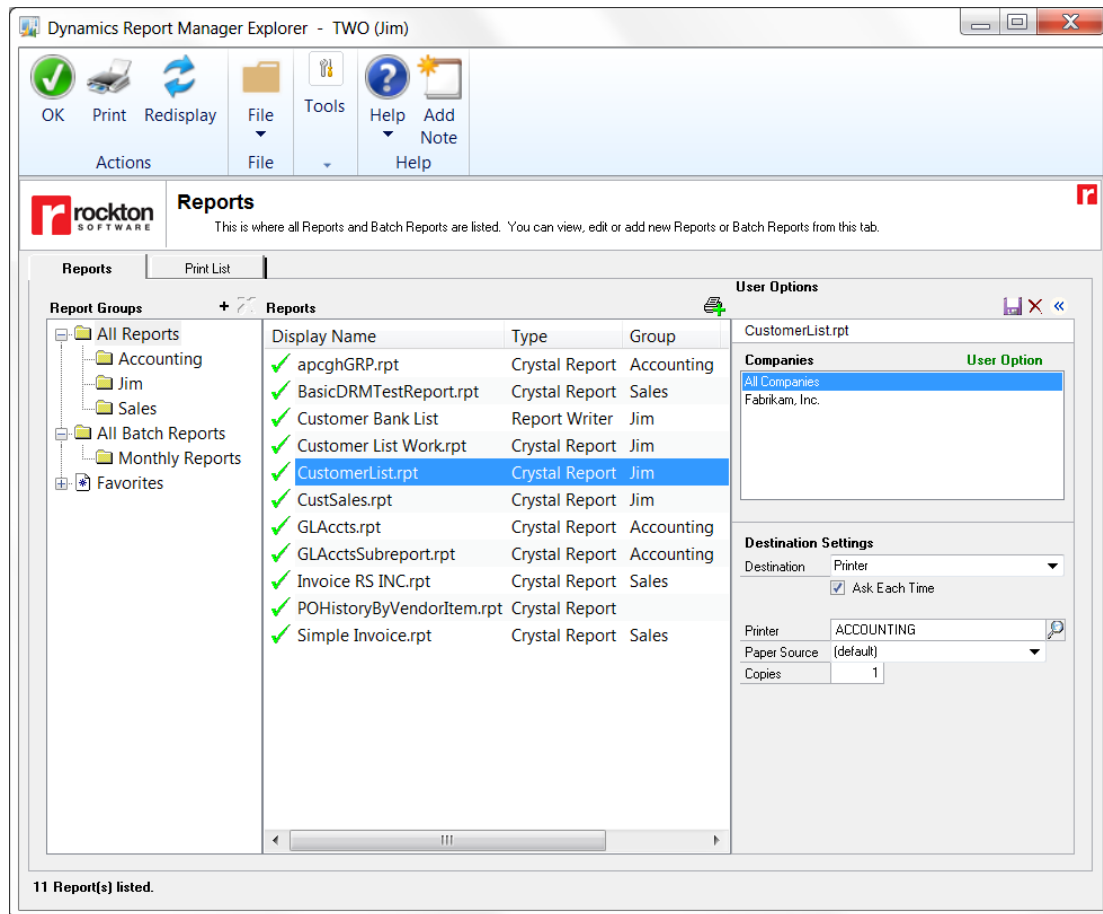 Dynamics Report Manager Explorer - TWO (Jim)
OK Print Redisplay File Tools Help Add Note
Actions File Help
rockton
SOFTWARE
Reports
This is where all Reports and Batch Reports are listed. You can view, edit or add new Reports or Batch Reports from this tab.
Reports Print List
Report Groups
All Reports
Accounting
Jim
Sales
All Batch Reports
Monthly Reports
Favorites
Reports
Display Name Type Group
apcghGRP.rpt Crystal Report Accounting
BasicDRMTestReport.rpt Crystal Report Sales
Customer Bank List Report Writer Jim
Customer List Work.rpt Crystal Report Jim
CustomerList.rpt Crystal Report Jim
CustSales.rpt Crystal Report Jim
GLAccts.rpt Crystal Report Accounting
GLAcctsSubreport.rpt Crystal Report Accounting
Invoice RS INC.rpt Crystal Report Sales
POHistoryByVendorItem.rpt Crystal Report
Simple Invoice.rpt Crystal Report Sales
User Options
CustomerList.rpt
Companies User Option
All Companies
Fabrikam, Inc.
Destination Settings
Destination Printer
Ask Each Time
Printer ACCOUNTING
Paper Source (default)
Copies 1
11 Report(s) listed.